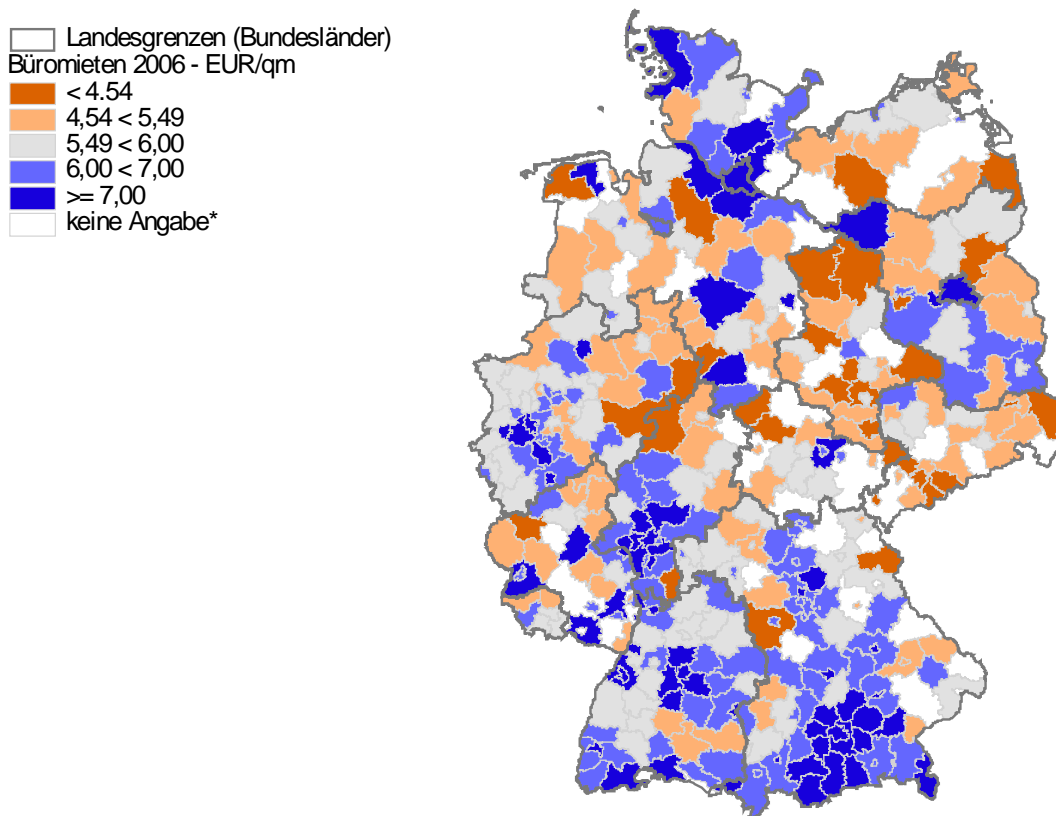 Landesgrenzen (Bundesländer)
Büromieten 2006 - EUR/qm
< 4.54
4,54 < 5,49
5,49 < 6,00
6,00 < 7,00
>= 7,00
keine Angabe*